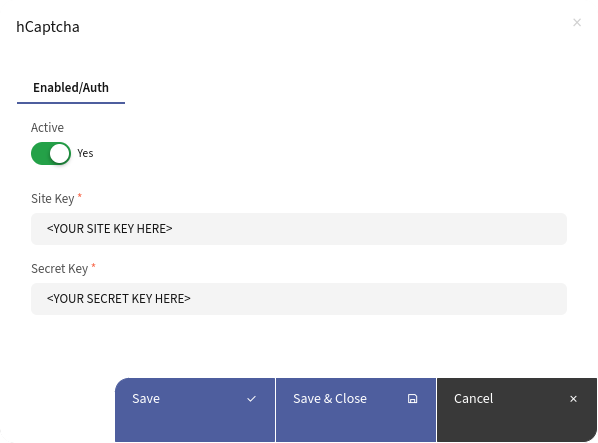 hCaptcha
Enabled/Auth
Active
Yes
Site Key *
<YOUR SITE KEY HERE>
Secret Key *
<YOUR SECRET KEY HERE>
Save
Save & Close
Cancel